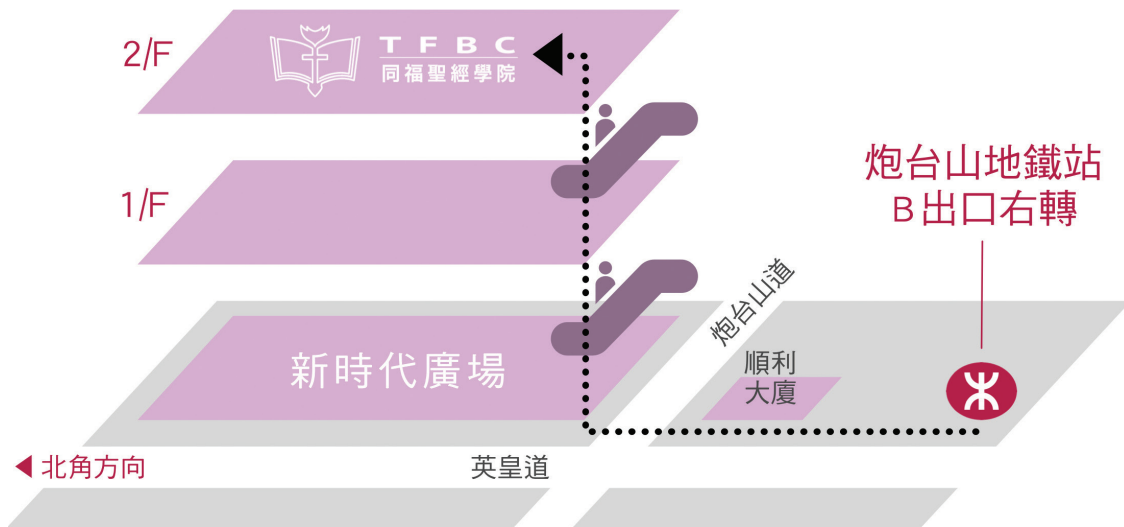 2/F
TFBC
同福聖經學院
1/F
炮台山地鐵站
B出口右轉
炮台山道
新時代廣場
順利
大廈
北角方向
英皇道